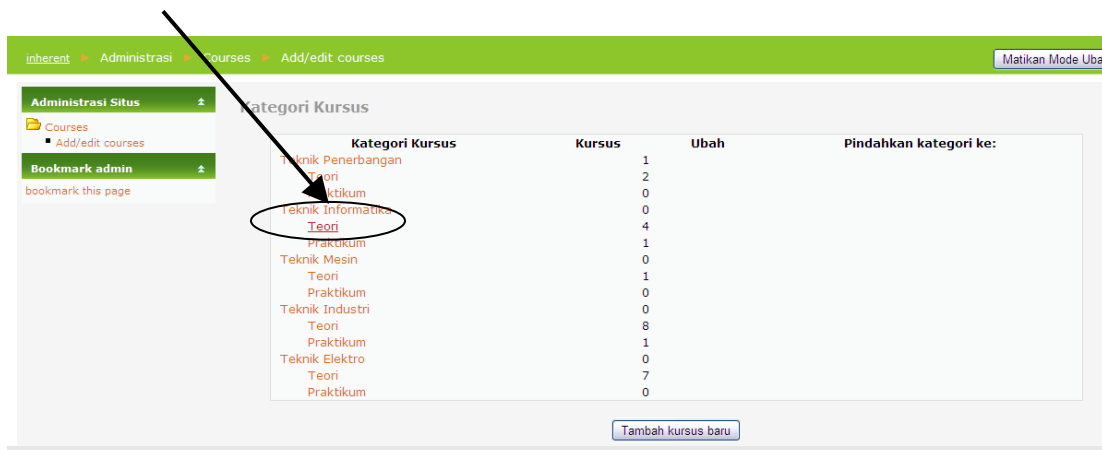 inherent Administrasi Courses Add/edit courses
Matikan Mode Uba
Administrasi Situs
Courses
Add/edit courses
Bookmark admin
bookmark this page
Kategori Kursus
Kategori Kursus Kursus Ubah Pindahkan kategori ke:
Teknik Penerbangan 1
Teori 2
Praktikum 0
Teknik Informatika 0
Teori 4
Praktikum 1
Teknik Mesin 0
Teori 1
Praktikum 0
Teknik Industri 0
Teori 8
Praktikum 1
Teknik Elektro 0
Teori 7
Praktikum 0
Tambah kursus baru